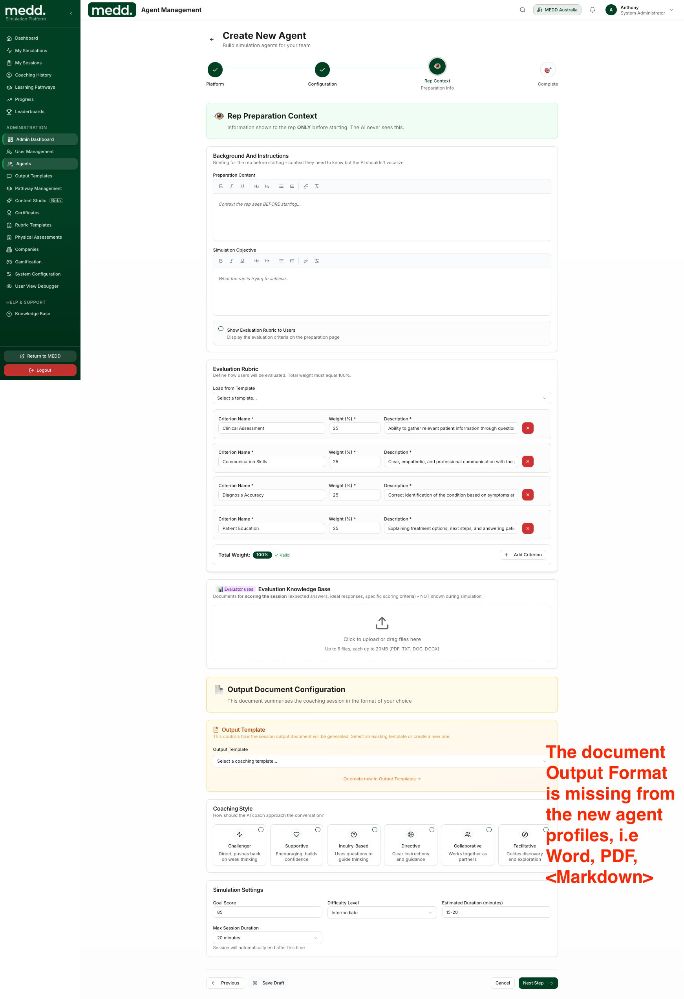 medd.
Simulation Platform
Dashboard
My Simulations
My Sessions
Coaching History
Learning Pathways
Progress
Leaderboards
ADMINISTRATION
Admin Dashboard
User Management
Agents
Output Templates
Pathway Management
Content Studio Beta
Certificates
Rubric Templates
Physical Assessments
Companies
Gamification
System Configuration
User View Debugger
HELP & SUPPORT
Knowledge Base
Return to MEDD
Logout
medd. Agent Management
MEDD Australia
A
Anthony
System Administrator
Create New Agent
Build simulation agents for your team
Platform
Configuration
Rep Context
Preparation info
Complete
Rep Preparation Context
Information shown to the rep ONLY before starting. The AI never sees this.
Background And Instructions
Briefing for the rep before starting - context they need to know but the AI shouldn't vocalize
Preparation Content
B I U H2 H3
Context the rep sees BEFORE starting...
Simulation Objective
B I U H2 H3
What the rep is trying to achieve...
Show Evaluation Rubric to Users
Display the evaluation criteria on the preparation page
Evaluation Rubric
Define how users will be evaluated. Total weight must equal 100%.
Load from Template
Select a template...
Criterion Name * Weight (%) * Description *
Clinical Assessment 25 Ability to gather relevant patient information through question
Criterion Name * Weight (%) * Description *
Communication Skills 25 Clear, empathetic, and professional communication with the
Criterion Name * Weight (%) * Description *
Diagnosis Accuracy 25 Correct identification of the condition based on symptoms ar
Criterion Name * Weight (%) * Description *
Patient Education 25 Explaining treatment options, next steps, and answering patie
Total Weight: 100% Valid
Add Criterion
Evaluator uses Evaluation Knowledge Base
Documents for scoring the session (expected answers, ideal responses, specific scoring criteria) - NOT shown during simulation
Click to upload or drag files here
Up to 5 files, each up to 20MB (PDF, TXT, DOC, DOCX)
Output Document Configuration
This document summarises the coaching session in the format of your choice
Output Template
This controls how the session output document will be generated. Select an existing template or create a new one.
Output Template
Select a coaching template...
Or create new in Output Templates →
The document
Output Format
is missing from
the new agent
profiles, i.e
Word, PDF,
<Markdown>
Coaching Style
How should the AI coach approach the conversation?
Challenger
Direct, pushes back
on weak thinking
Supportive
Encouraging, builds
confidence
Inquiry-Based
Uses questions to
guide thinking
Directive
Clear instructions
and guidance
Collaborative
Works together as
partners
Facilitative
Guides discovery
and exploration
Simulation Settings
Goal Score
85
Difficulty Level
Intermediate
Estimated Duration (minutes)
15-20
Max Session Duration
20 minutes
Session will automatically end after this time
Previous
Save Draft
Cancel
Next Step